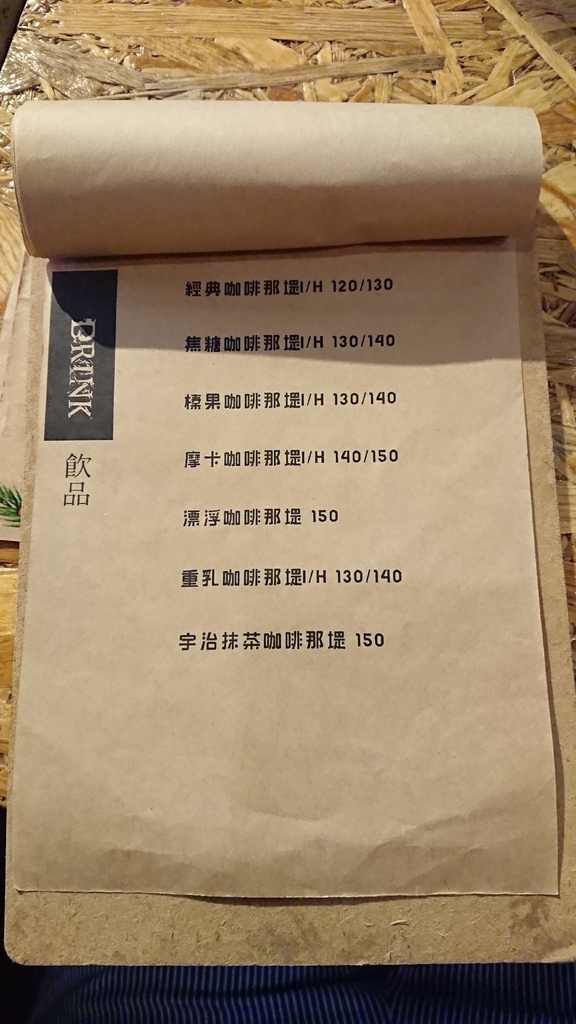 DRINK
飲品
經典咖啡那堤I/H 120/130
焦糖咖啡那堤I/H 130/140
榛果咖啡那堤I/H 130/140
摩卡咖啡那堤I/H 140/150
漂浮咖啡那堤 150
重乳咖啡那堤I/H 130/140
宇治抹茶咖啡那堤 150